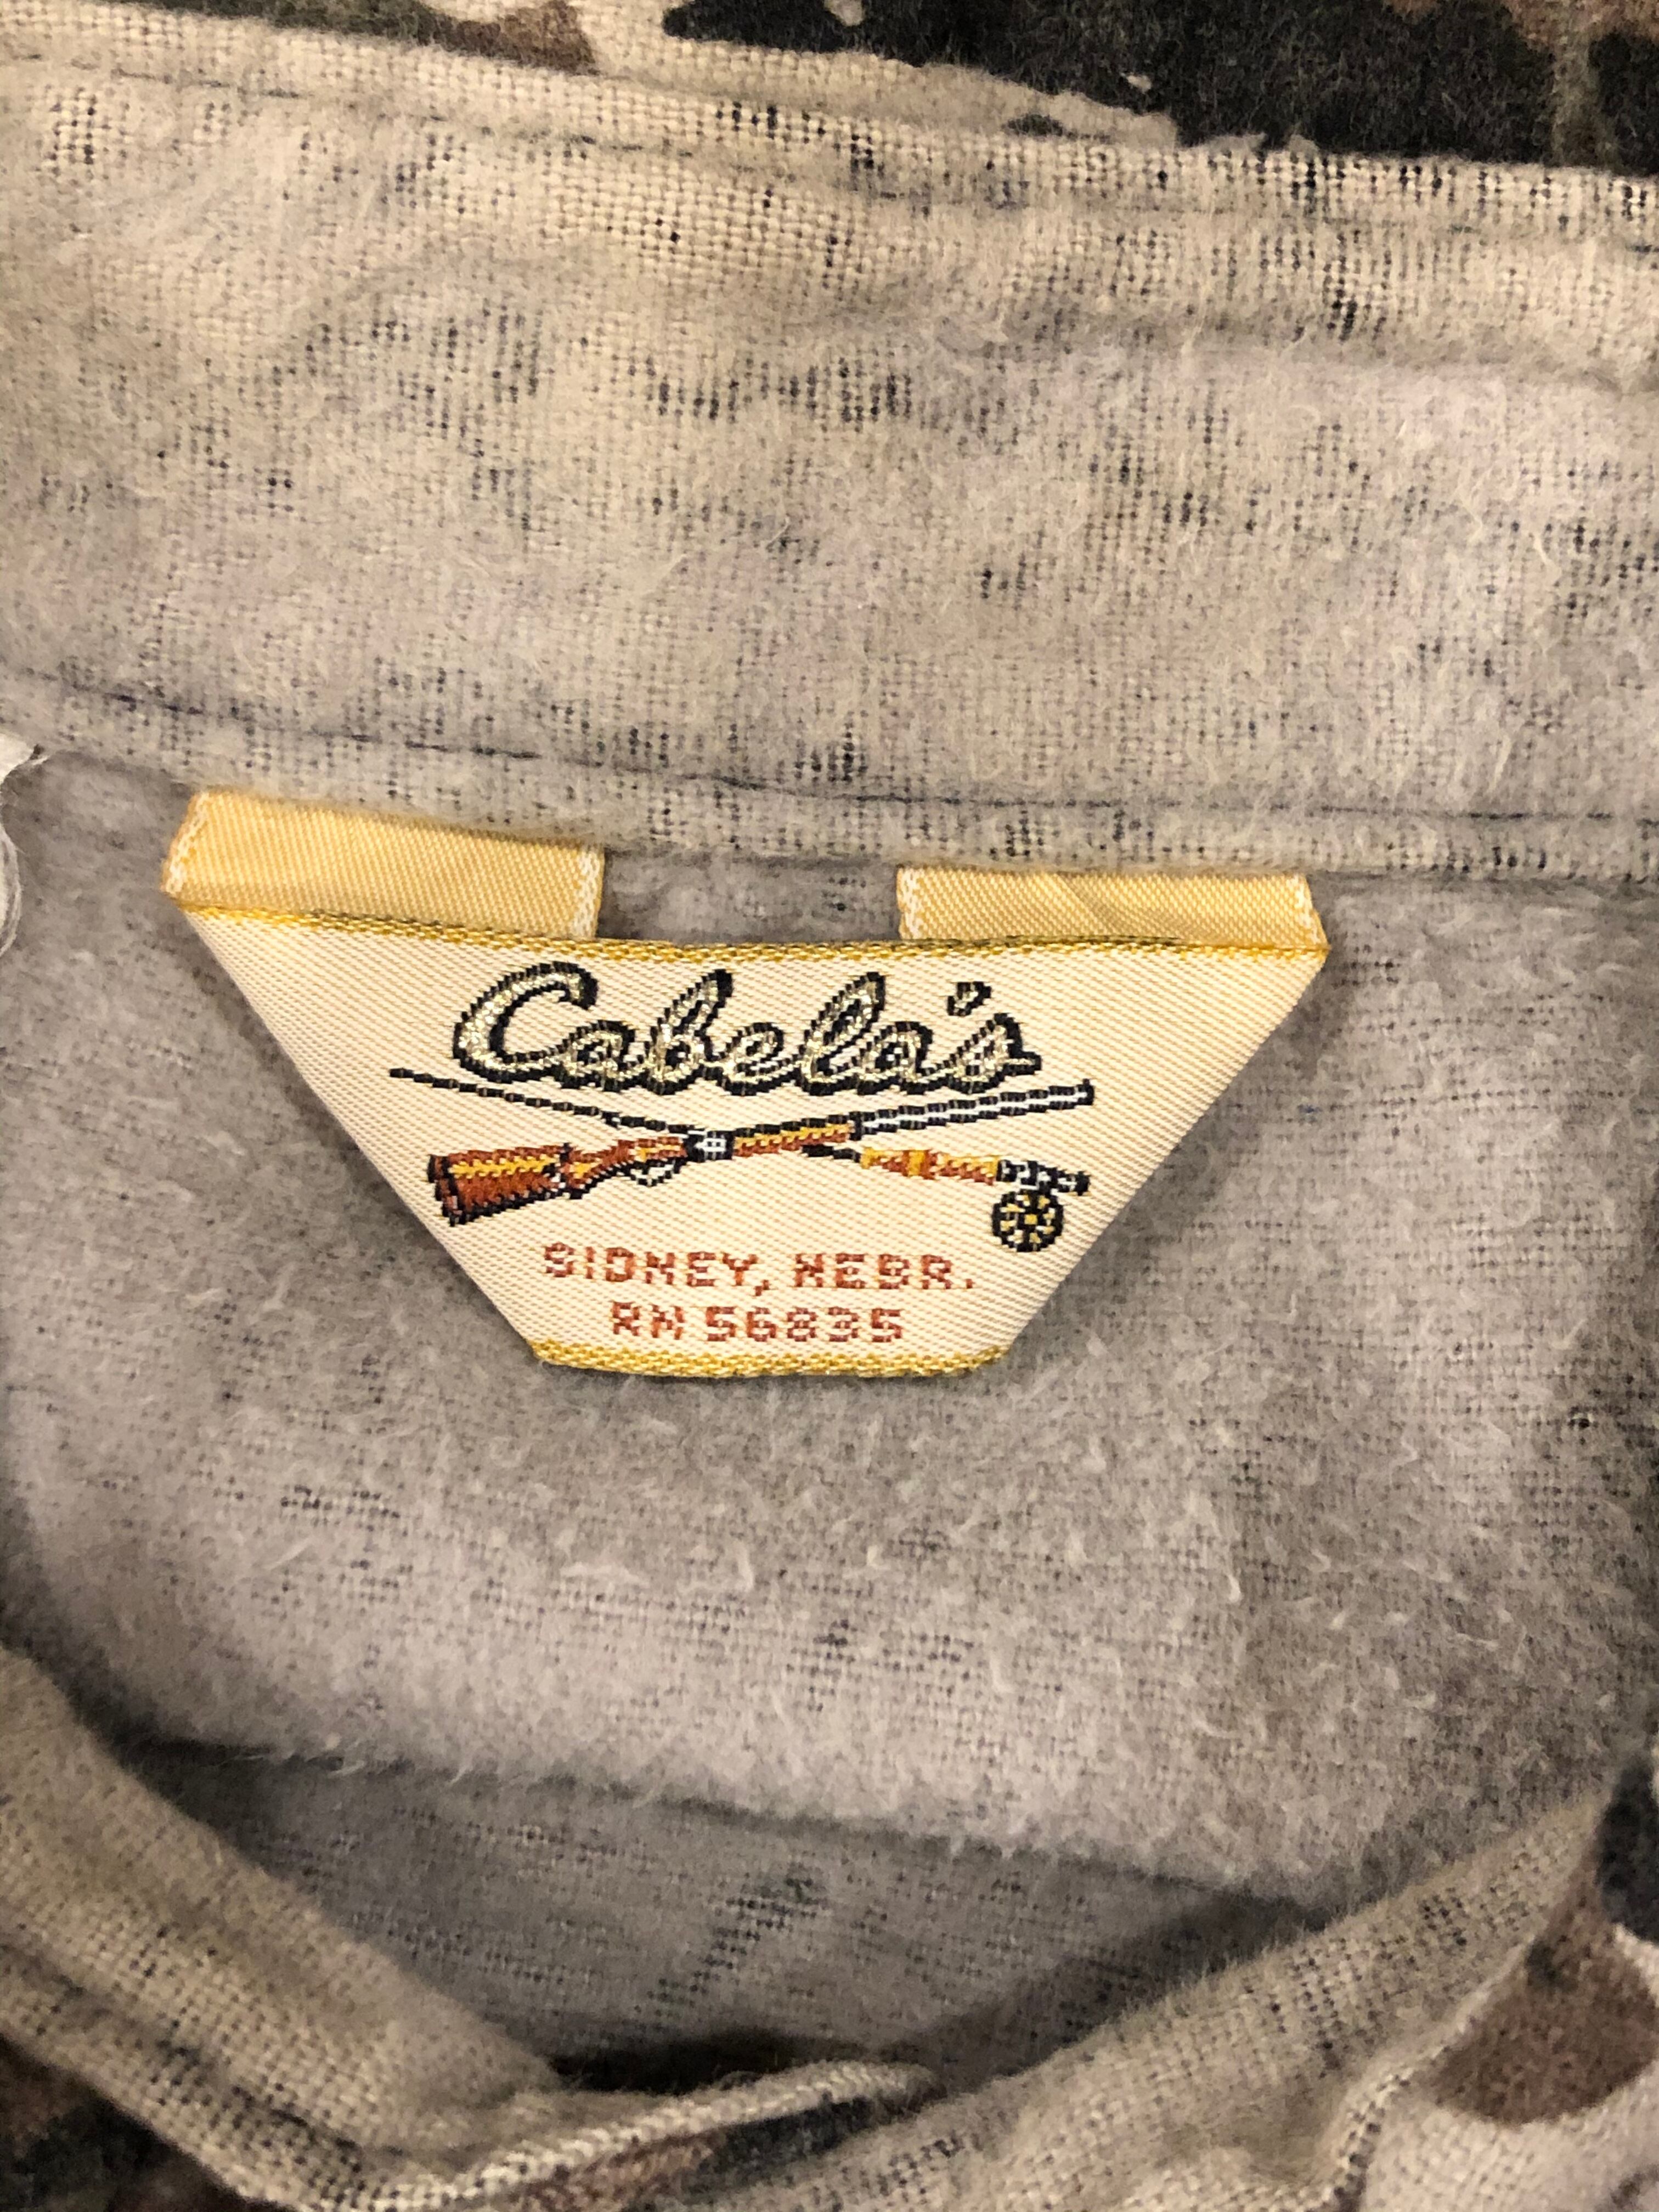 Cabela's
SIDNEY, NEBR.
RN 56835